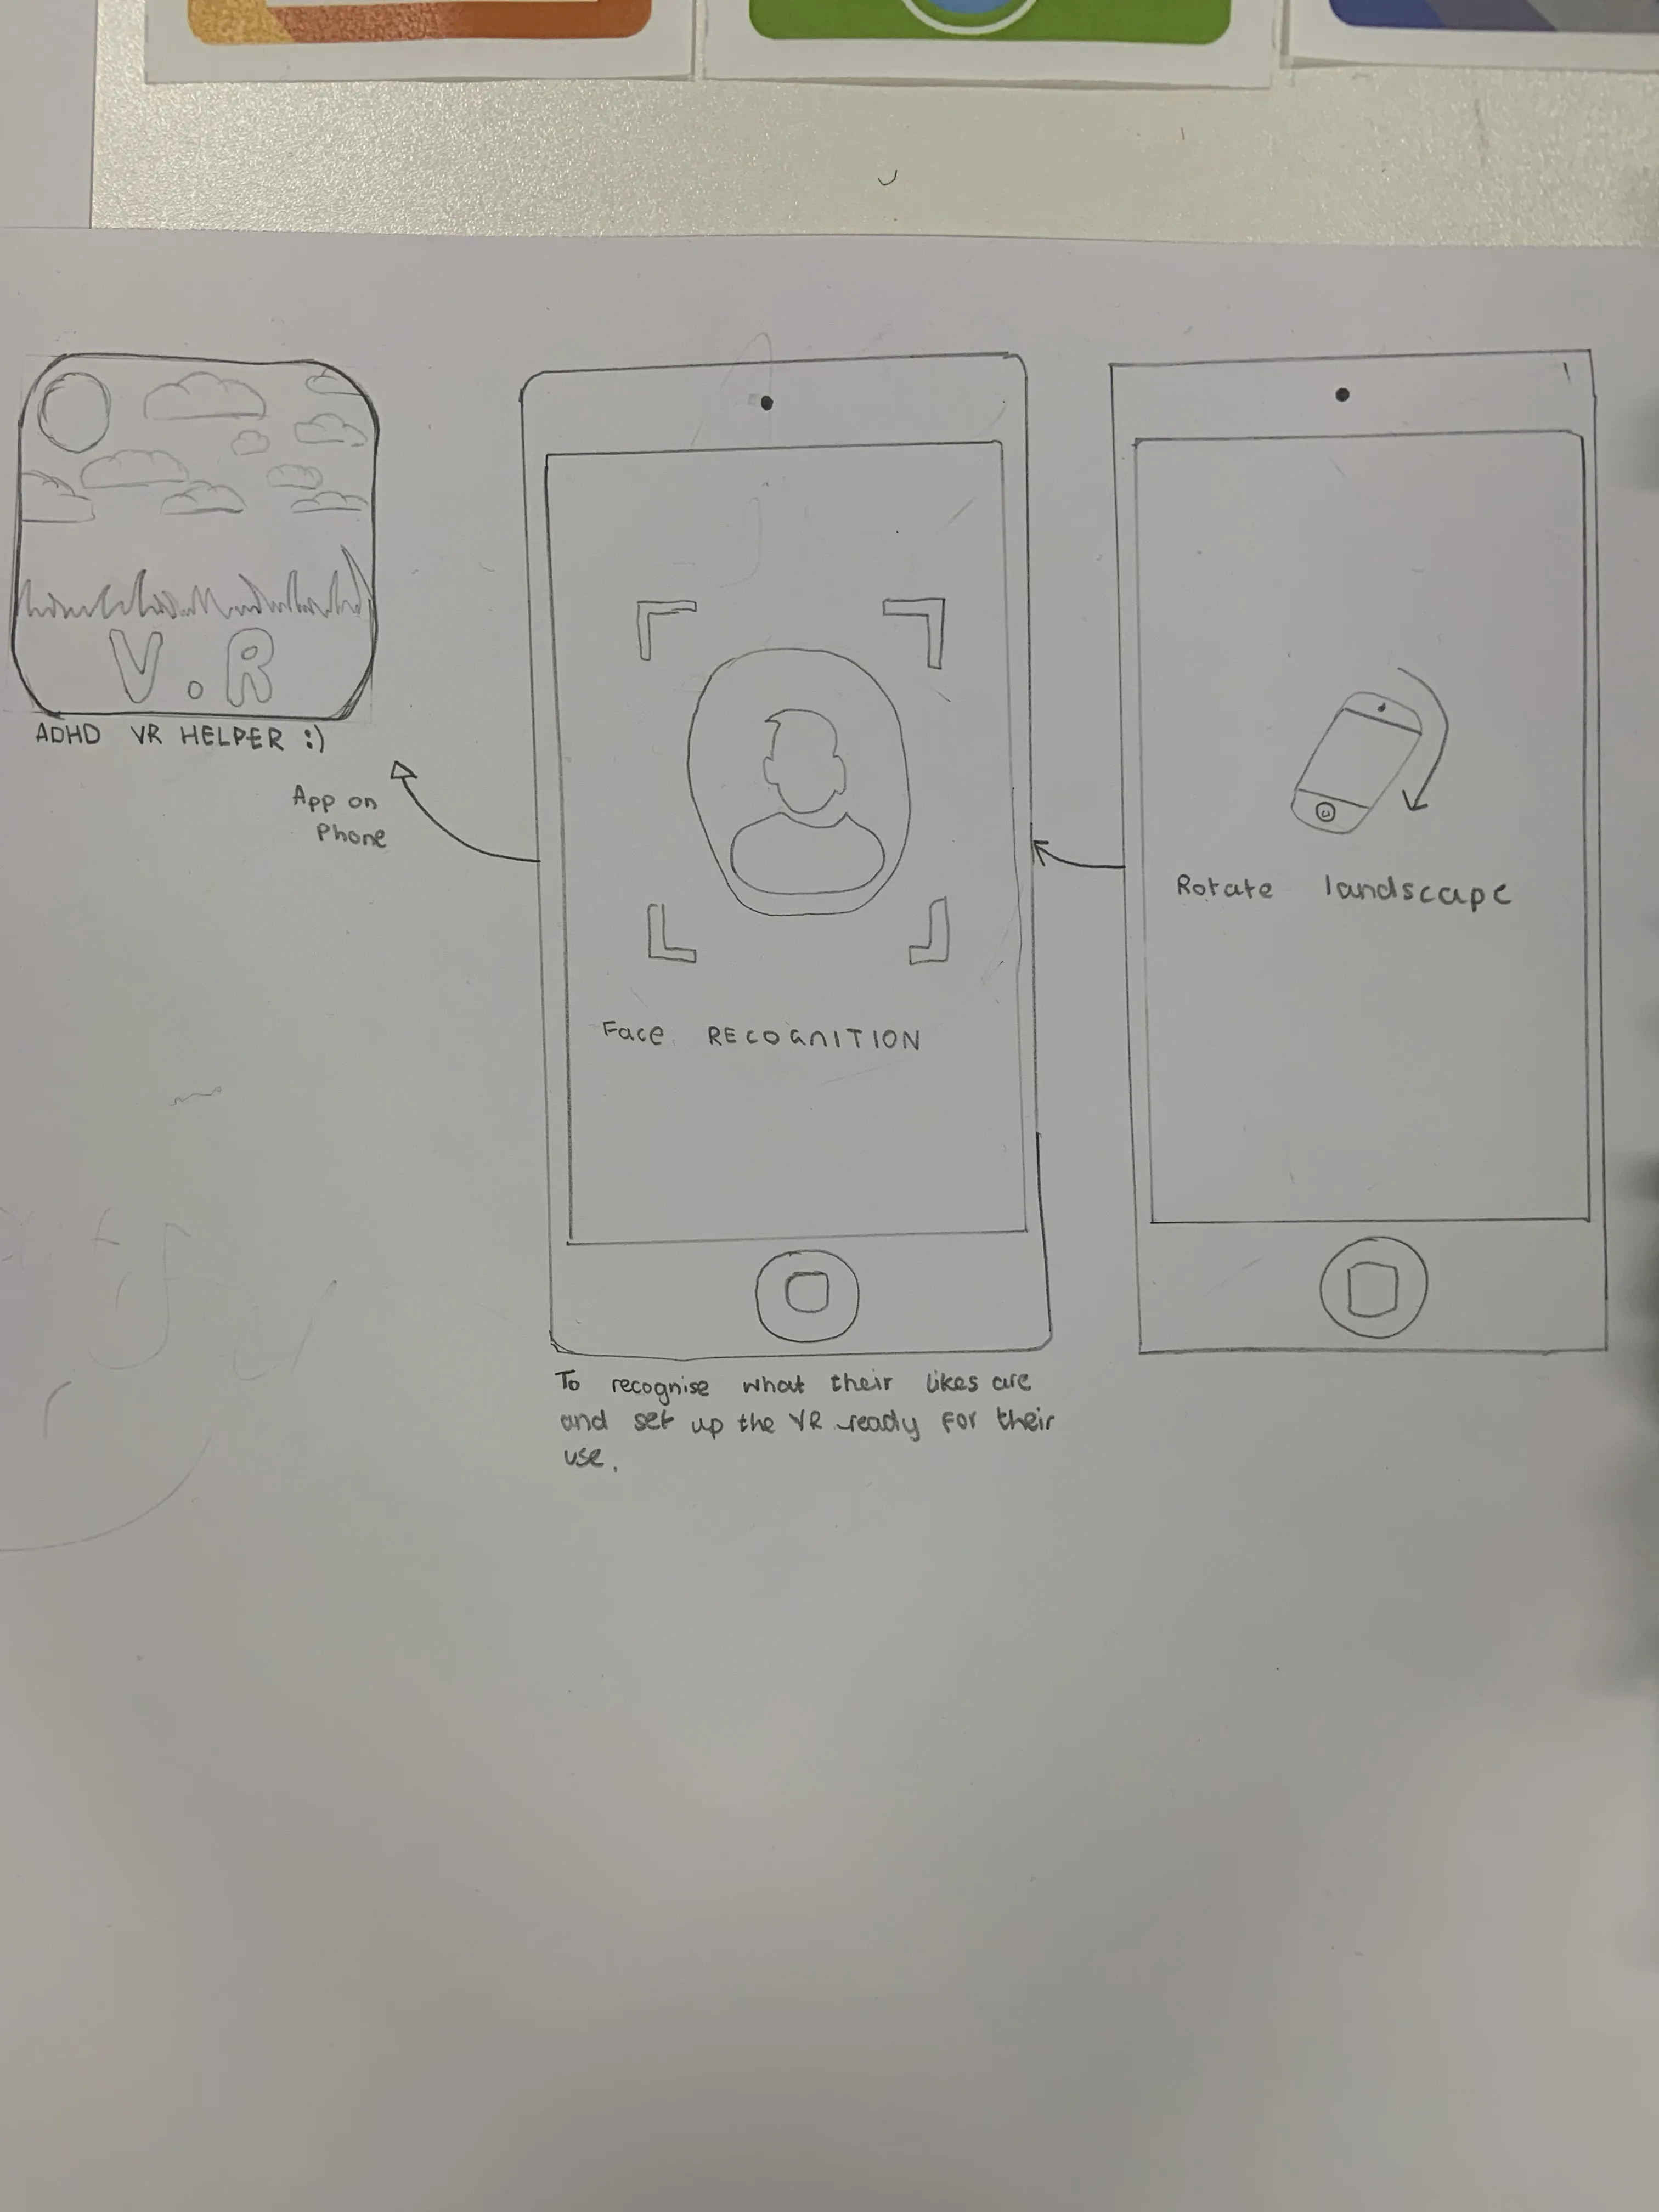 V.R
ADHD VR HELPER :)
App on
Phone
Face RECOGnITION
To recognise what their likes are
and set up the VR ready for their
use.
Rotate landscape